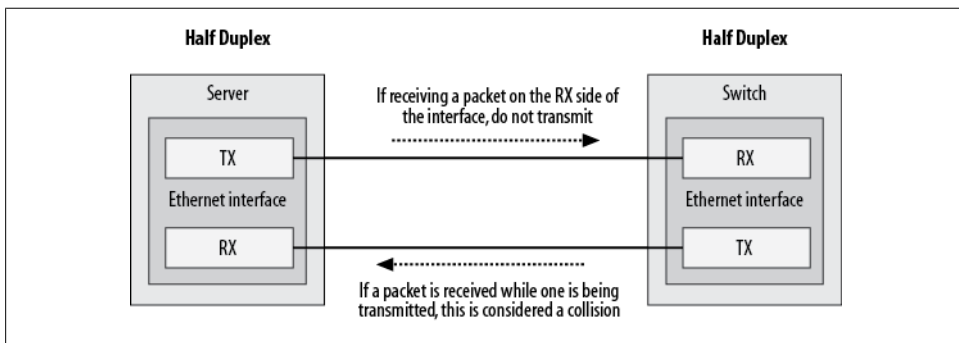 Half Duplex
Half Duplex
Server
Switch
If receiving a packet on the RX side of
the interface, do not transmit
TX
RX
Ethernet interface
Ethernet interface
RX
TX
If a packet is received while one is being
transmitted, this is considered a collision